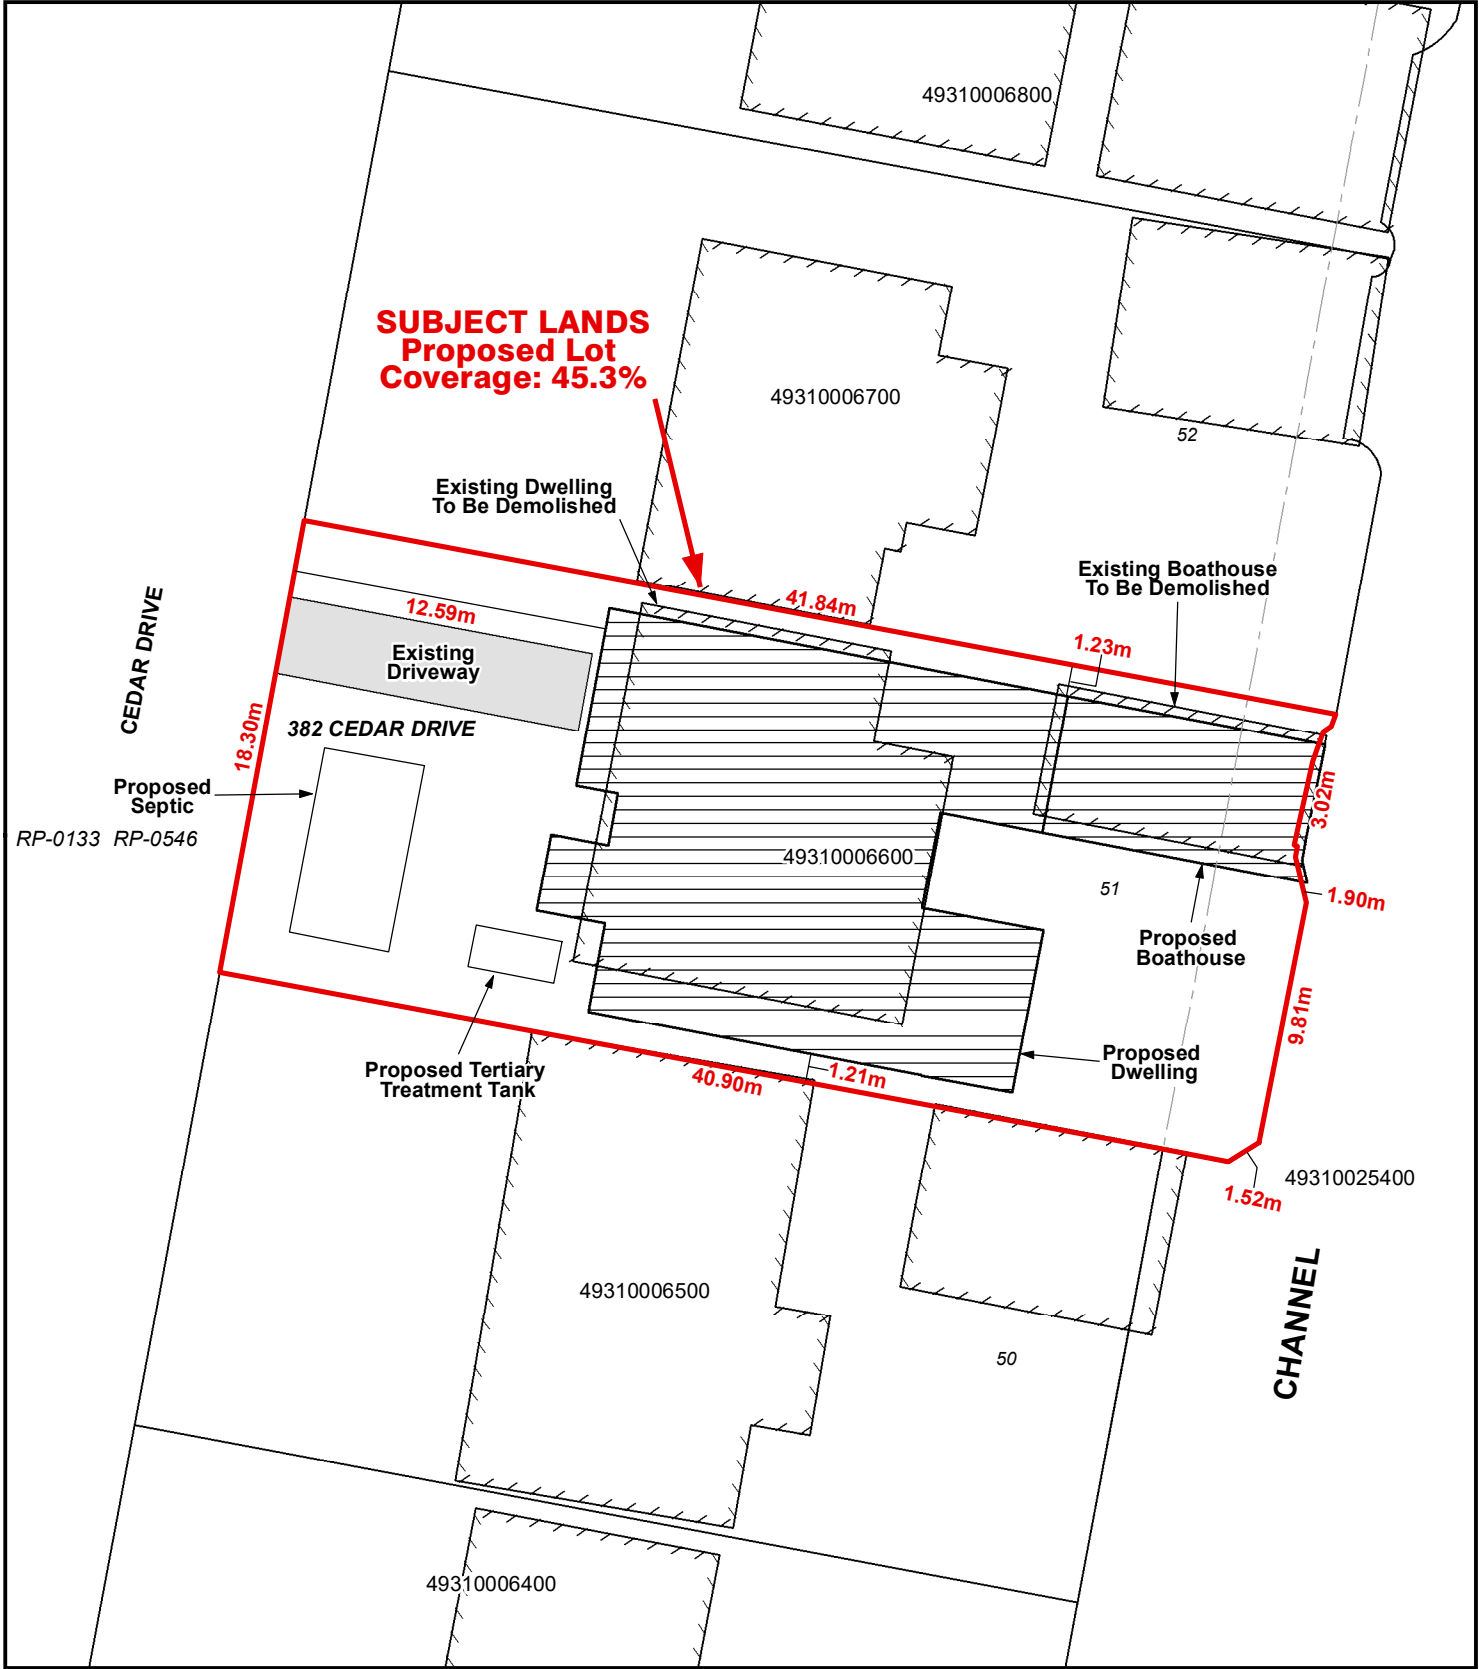 49310006800
SUBJECT LANDS
Proposed Lot
Coverage: 45.3%
49310006700
52
Existing Dwelling
To Be Demolished
Existing Boathouse
To Be Demolished
41.84m
12.59m
1.23m
CEDAR DRIVE
Existing
Driveway
382 CEDAR DRIVE
18.30m
Proposed
Septic
3.02m
RP-0133 RP-0546
49310006600
51
1.90m
Proposed
Boathouse
9.81m
Proposed
Dwelling
Proposed Tertiary
Treatment Tank
40.90m
1.21m
49310025400
1.52m
49310006500
CHANNEL
50
49310006400